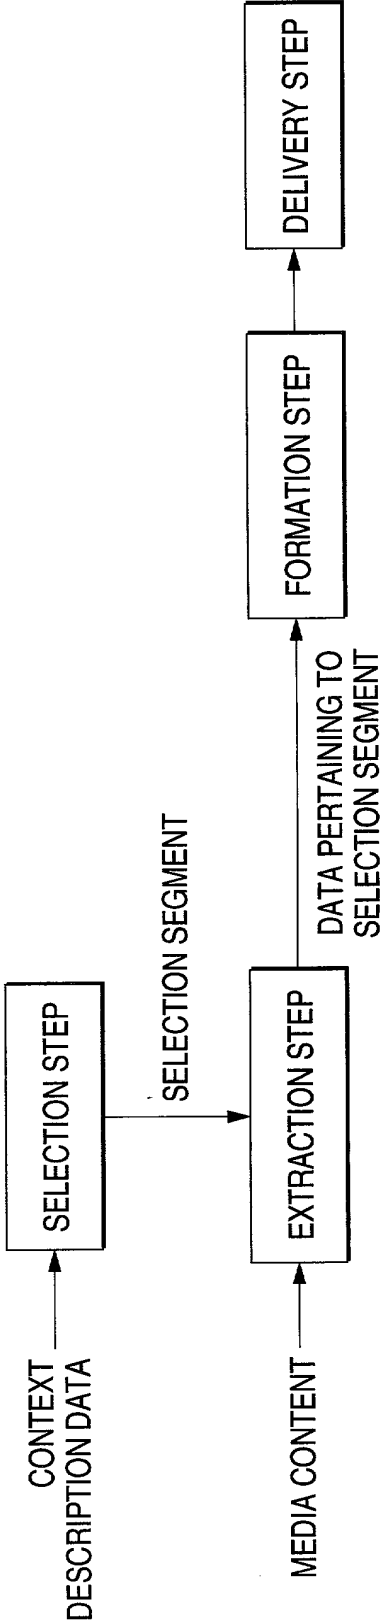 CONTEXT
DESCRIPTION DATA
SELECTION STEP
SELECTION SEGMENT
MEDIA CONTENT
EXTRACTION STEP
DATA PERTAINING TO
SELECTION SEGMENT
FORMATION STEP
DELIVERY STEP